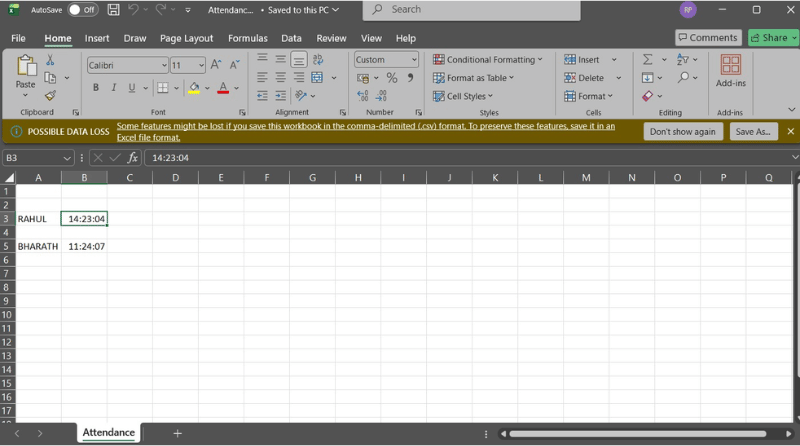 AutoSave Off Attendanc... • Saved to this PC Search RP
File Home Insert Draw Page Layout Formulas Data Review View Help Comments Share
Paste Calibri 11 A A Custom Conditional Formatting Insert Σ
B I U A % Format as Table Delete Add-ins
Cell Styles Format
Clipboard Font Alignment Number Styles Cells Editing Add-ins
POSSIBLE DATA LOSS Some features might be lost if you save this workbook in the comma-delimited (.csv) format. To preserve these features, save it in an Don't show again Save As...
Excel file format.
B3 fx 14:23:04
A B C D E F G H I J K L M N O P Q
1
2
3 RAHUL 14:23:04
4
5 BHARATH 11:24:07
6
7
8
9
10
11
12
13
14
15
16
17
Attendance